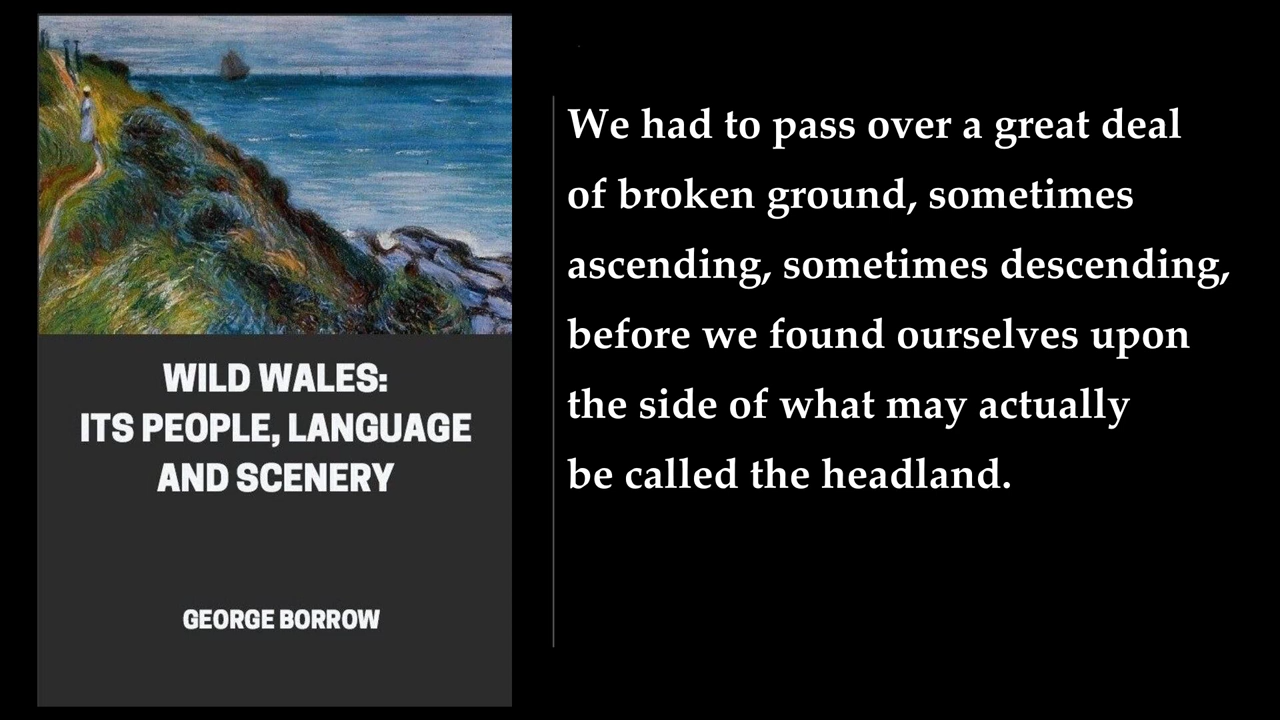 WILD WALES:
ITS PEOPLE, LANGUAGE
AND SCENERY
GEORGE BORROW
We had to pass over a great deal
of broken ground, sometimes
ascending, sometimes descending,
before we found ourselves upon
the side of what may actually
be called the headland.